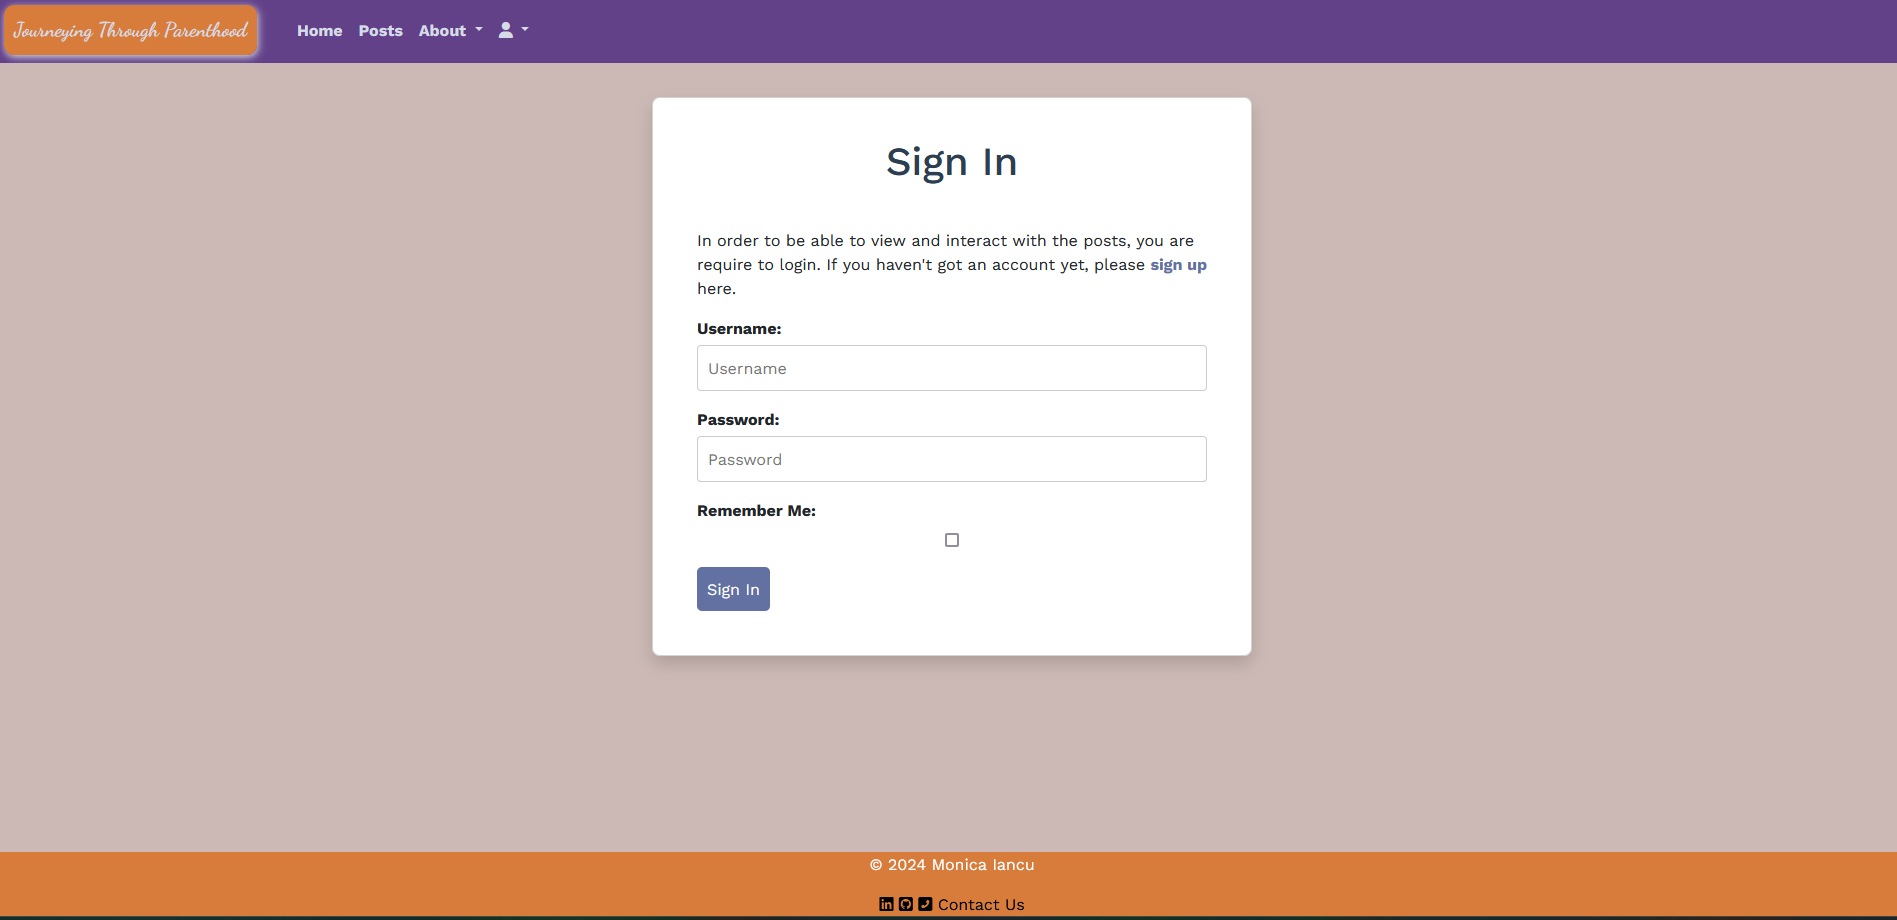 Journeying Through Parenthood
Home Posts About
Sign In
In order to be able to view and interact with the posts, you are
require to login. If you haven't got an account yet, please sign up
here.
Username:
Username
Password:
Password
Remember Me:
Sign In
© 2024 Monica Iancu
Contact Us